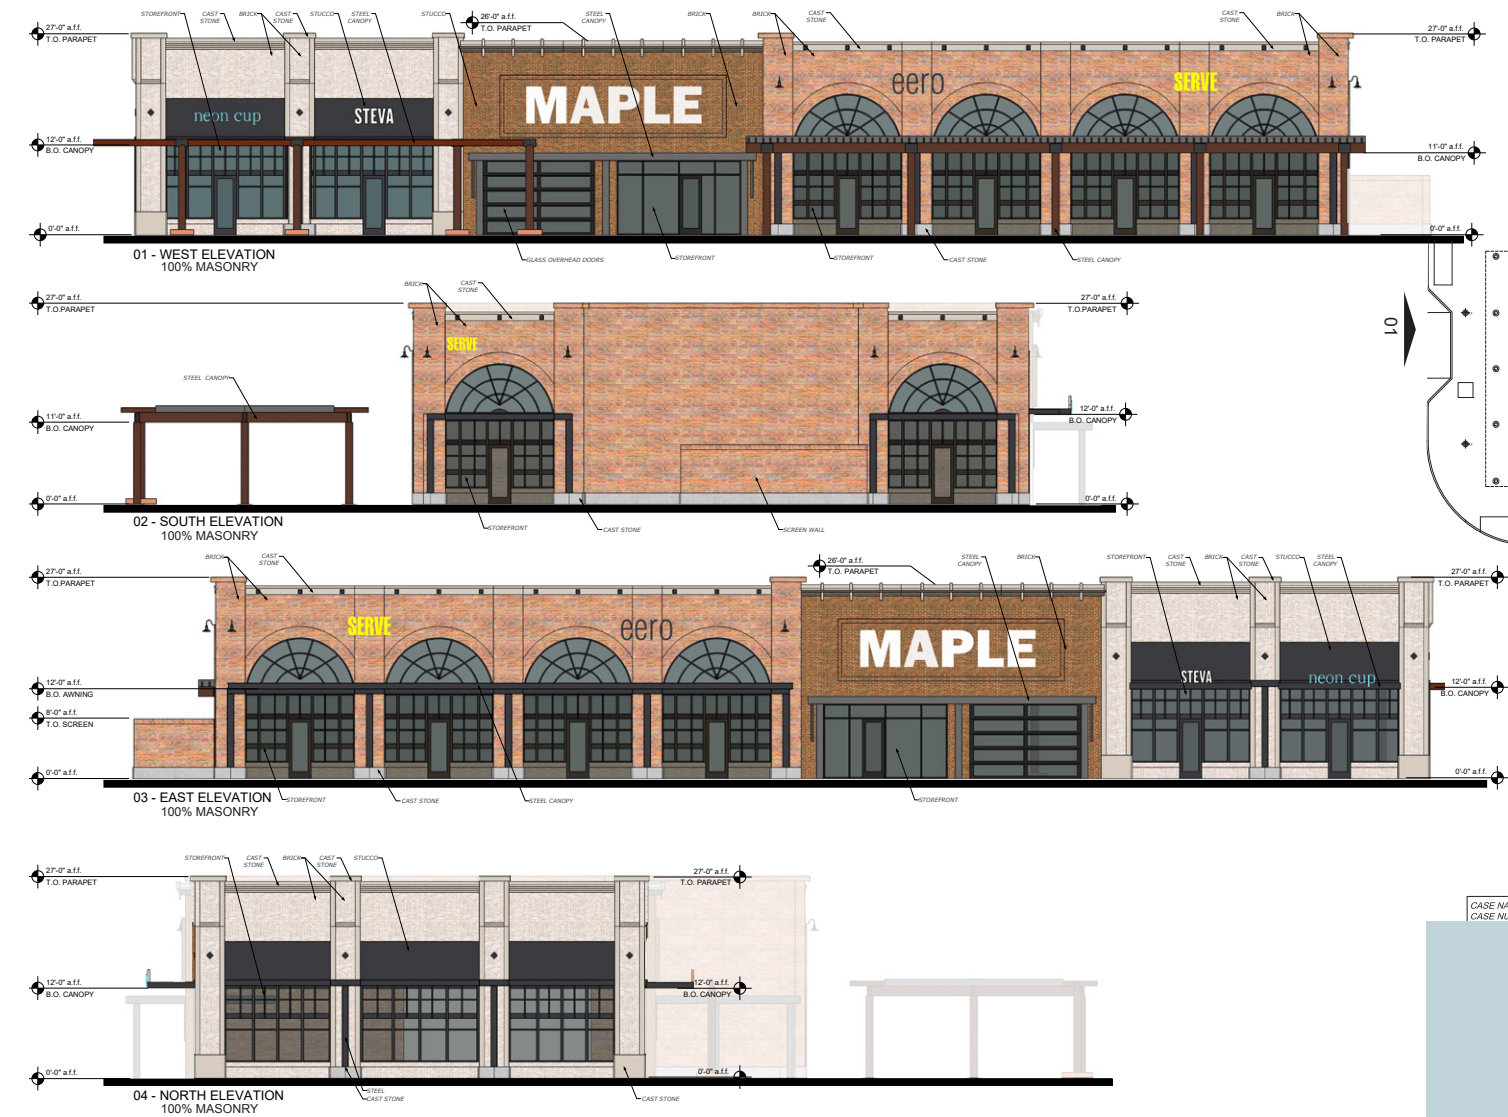 STOREFRONT
CAST
STONE
BRICK
CAST
STONE
STUCCO
STEEL
CANOPY
STUCCO
26'-0" a.f.f.
T.O. PARAPET
STEEL
CANOPY
BRICK
BRICK
CAST
STONE
CAST
STONE
BRICK
27'-0" a.f.f.
T.O. PARAPET
27'-0" a.f.f.
T.O. PARAPET
neon cup
STEVA
MAPLE
eero
SERVE
12'-0" a.f.f.
B.O. CANOPY
11'-0" a.f.f.
B.O. CANOPY
0'-0" a.f.f.
0'-0" a.f.f.
01 - WEST ELEVATION
100% MASONRY
GLASS OVERHEAD DOORS
STOREFRONT
STOREFRONT
CAST STONE
STEEL CANOPY
BRICK
CAST
STONE
27'-0" a.f.f.
T.O.PARAPET
27'-0" a.f.f.
T.O.PARAPET
01
SERVE
STEEL CANOPY
11'-0" a.f.f.
B.O. CANOPY
12'-0" a.f.f.
B.O. CANOPY
0'-0" a.f.f.
0'-0" a.f.f.
02 - SOUTH ELEVATION
100% MASONRY
STOREFRONT
CAST STONE
SCREEN WALL
BRICK
CAST
STONE
26'-0" a.f.f.
T.O. PARAPET
STEEL
CANOPY
BRICK
STOREFRONT
CAST
STONE
BRICK
CAST
STONE
STUCCO
STEEL
CANOPY
27'-0" a.f.f.
T.O.PARAPET
27'-0" a.f.f.
T.O. PARAPET
SERVE
eero
MAPLE
STEVA
neon cup
12'-0" a.f.f.
B.O. AWNING
12'-0" a.f.f.
B.O. CANOPY
8'-0" a.f.f.
T.O. SCREEN
0'-0" a.f.f.
0'-0" a.f.f.
03 - EAST ELEVATION
100% MASONRY
STOREFRONT
CAST STONE
STEEL CANOPY
STOREFRONT
STOREFRONT
CAST
STONE
BRICK
CAST
STONE
STUCCO
27'-0" a.f.f.
T.O. PARAPET
27'-0" a.f.f.
T.O. PARAPET
CASE NA
CASE NU
12'-0" a.f.f.
B.O. CANOPY
12'-0" a.f.f.
B.O. CANOPY
0'-0" a.f.f.
0'-0" a.f.f.
04 - NORTH ELEVATION
100% MASONRY
STEEL
CAST STONE
CAST STONE